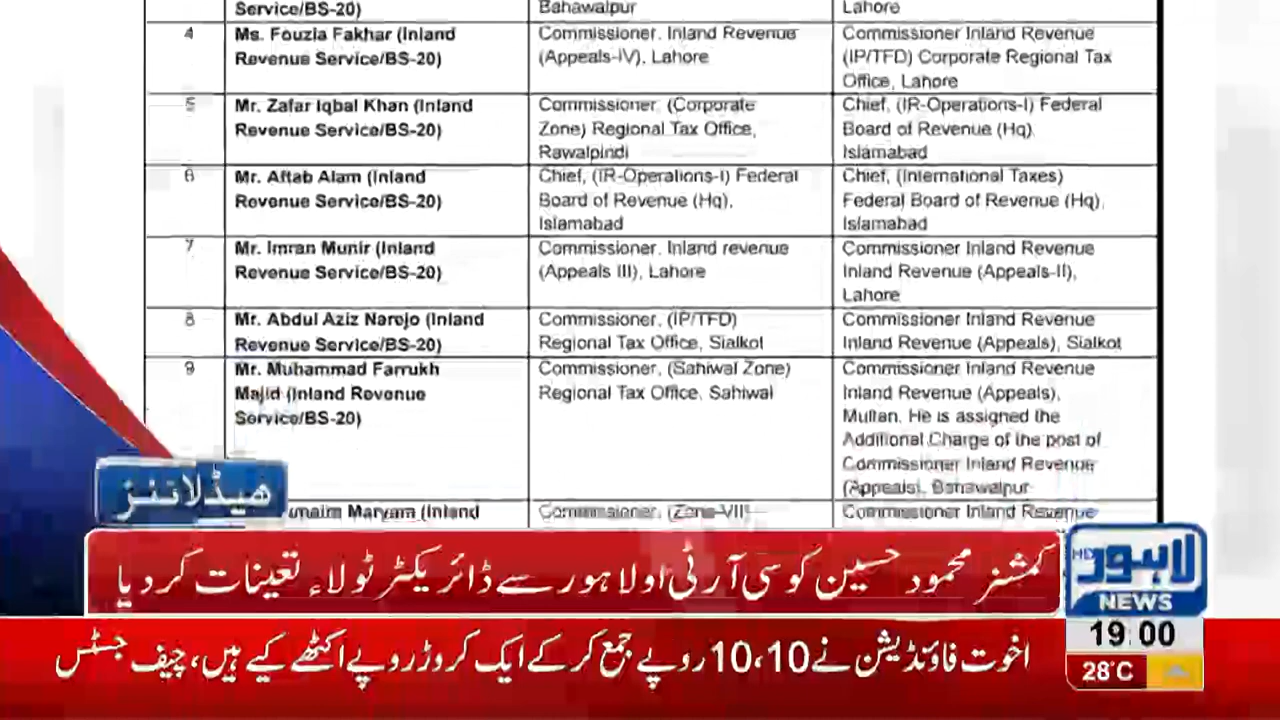 Service/BS-20)
Bahawalpur
Lahore
4
Ms. Fouzia Fakhar (Inland
Revenue Service/BS-20)
Commissioner. Inland Revenue
(Appeals-IV), Lahore
Commissioner Inland Revenue
(IP/TFD) Corporate Regional Tax
Office, Lahore
5
Mr. Zafar Iqbal Khan (Inland
Revenue Service/BS-20)
Commissioner, (Corporate
Zone) Regional Tax Office,
Rawalpindi
Chief, (IR-Operations-I) Federal
Board of Revenue (Hq).
Islamabad
6
Mr. Aftab Alam (Inland
Revenue Service/BS-20)
Chief, (IR-Operations-I) Federal
Board of Revenue (Hq),
Islamabad
Chief, (International Taxes)
Federal Board of Revenue (Hq),
Islamabad
7
Mr. Imran Munir (Inland
Revenue Service/BS-20)
Commissioner. Inland revenue
(Appeals III), Lahore
Commissioner Inland Revenue
Inland Revenue (Appeals-II),
Lahore
8
Mr. Abdul Aziz Narejo (Inland
Revenue Service/BS-20)
Commissioner, (IP/TFD)
Regional Tax Office, Sialkot
Commissioner Inland Revenue
Inland Revenue (Appeals), Sialkot
9
Mr. Muhammad Farrukh
Majid (Inland Revenue
Service/BS-20)
Commissioner, (Sahiwal Zone)
Regional Tax Office, Sahiwal
Commissioner Inland Revenue
Inland Revenue (Appeals),
Multan. He is assigned the
Additional Charge of the post of
Commissioner Inland Revenue
(Appeals), Bahawalpur
Maryam (Inland
Commissioner, (Zone-VII)
Commissioner Inland Revenue
ھیڈلائنز
کمشنر محمود حسین کو سی آر ٹی او لاہور سے ڈائریکٹر ٹو لاء تعینات کردیا
لاہور
HD
NEWS
19:00
28°C
اخوت فاؤنڈیشن نے 10،10 روپے جمع کر کے ایک کروڑ روپے اکٹھے کیے ہیں، چیف جسٹس